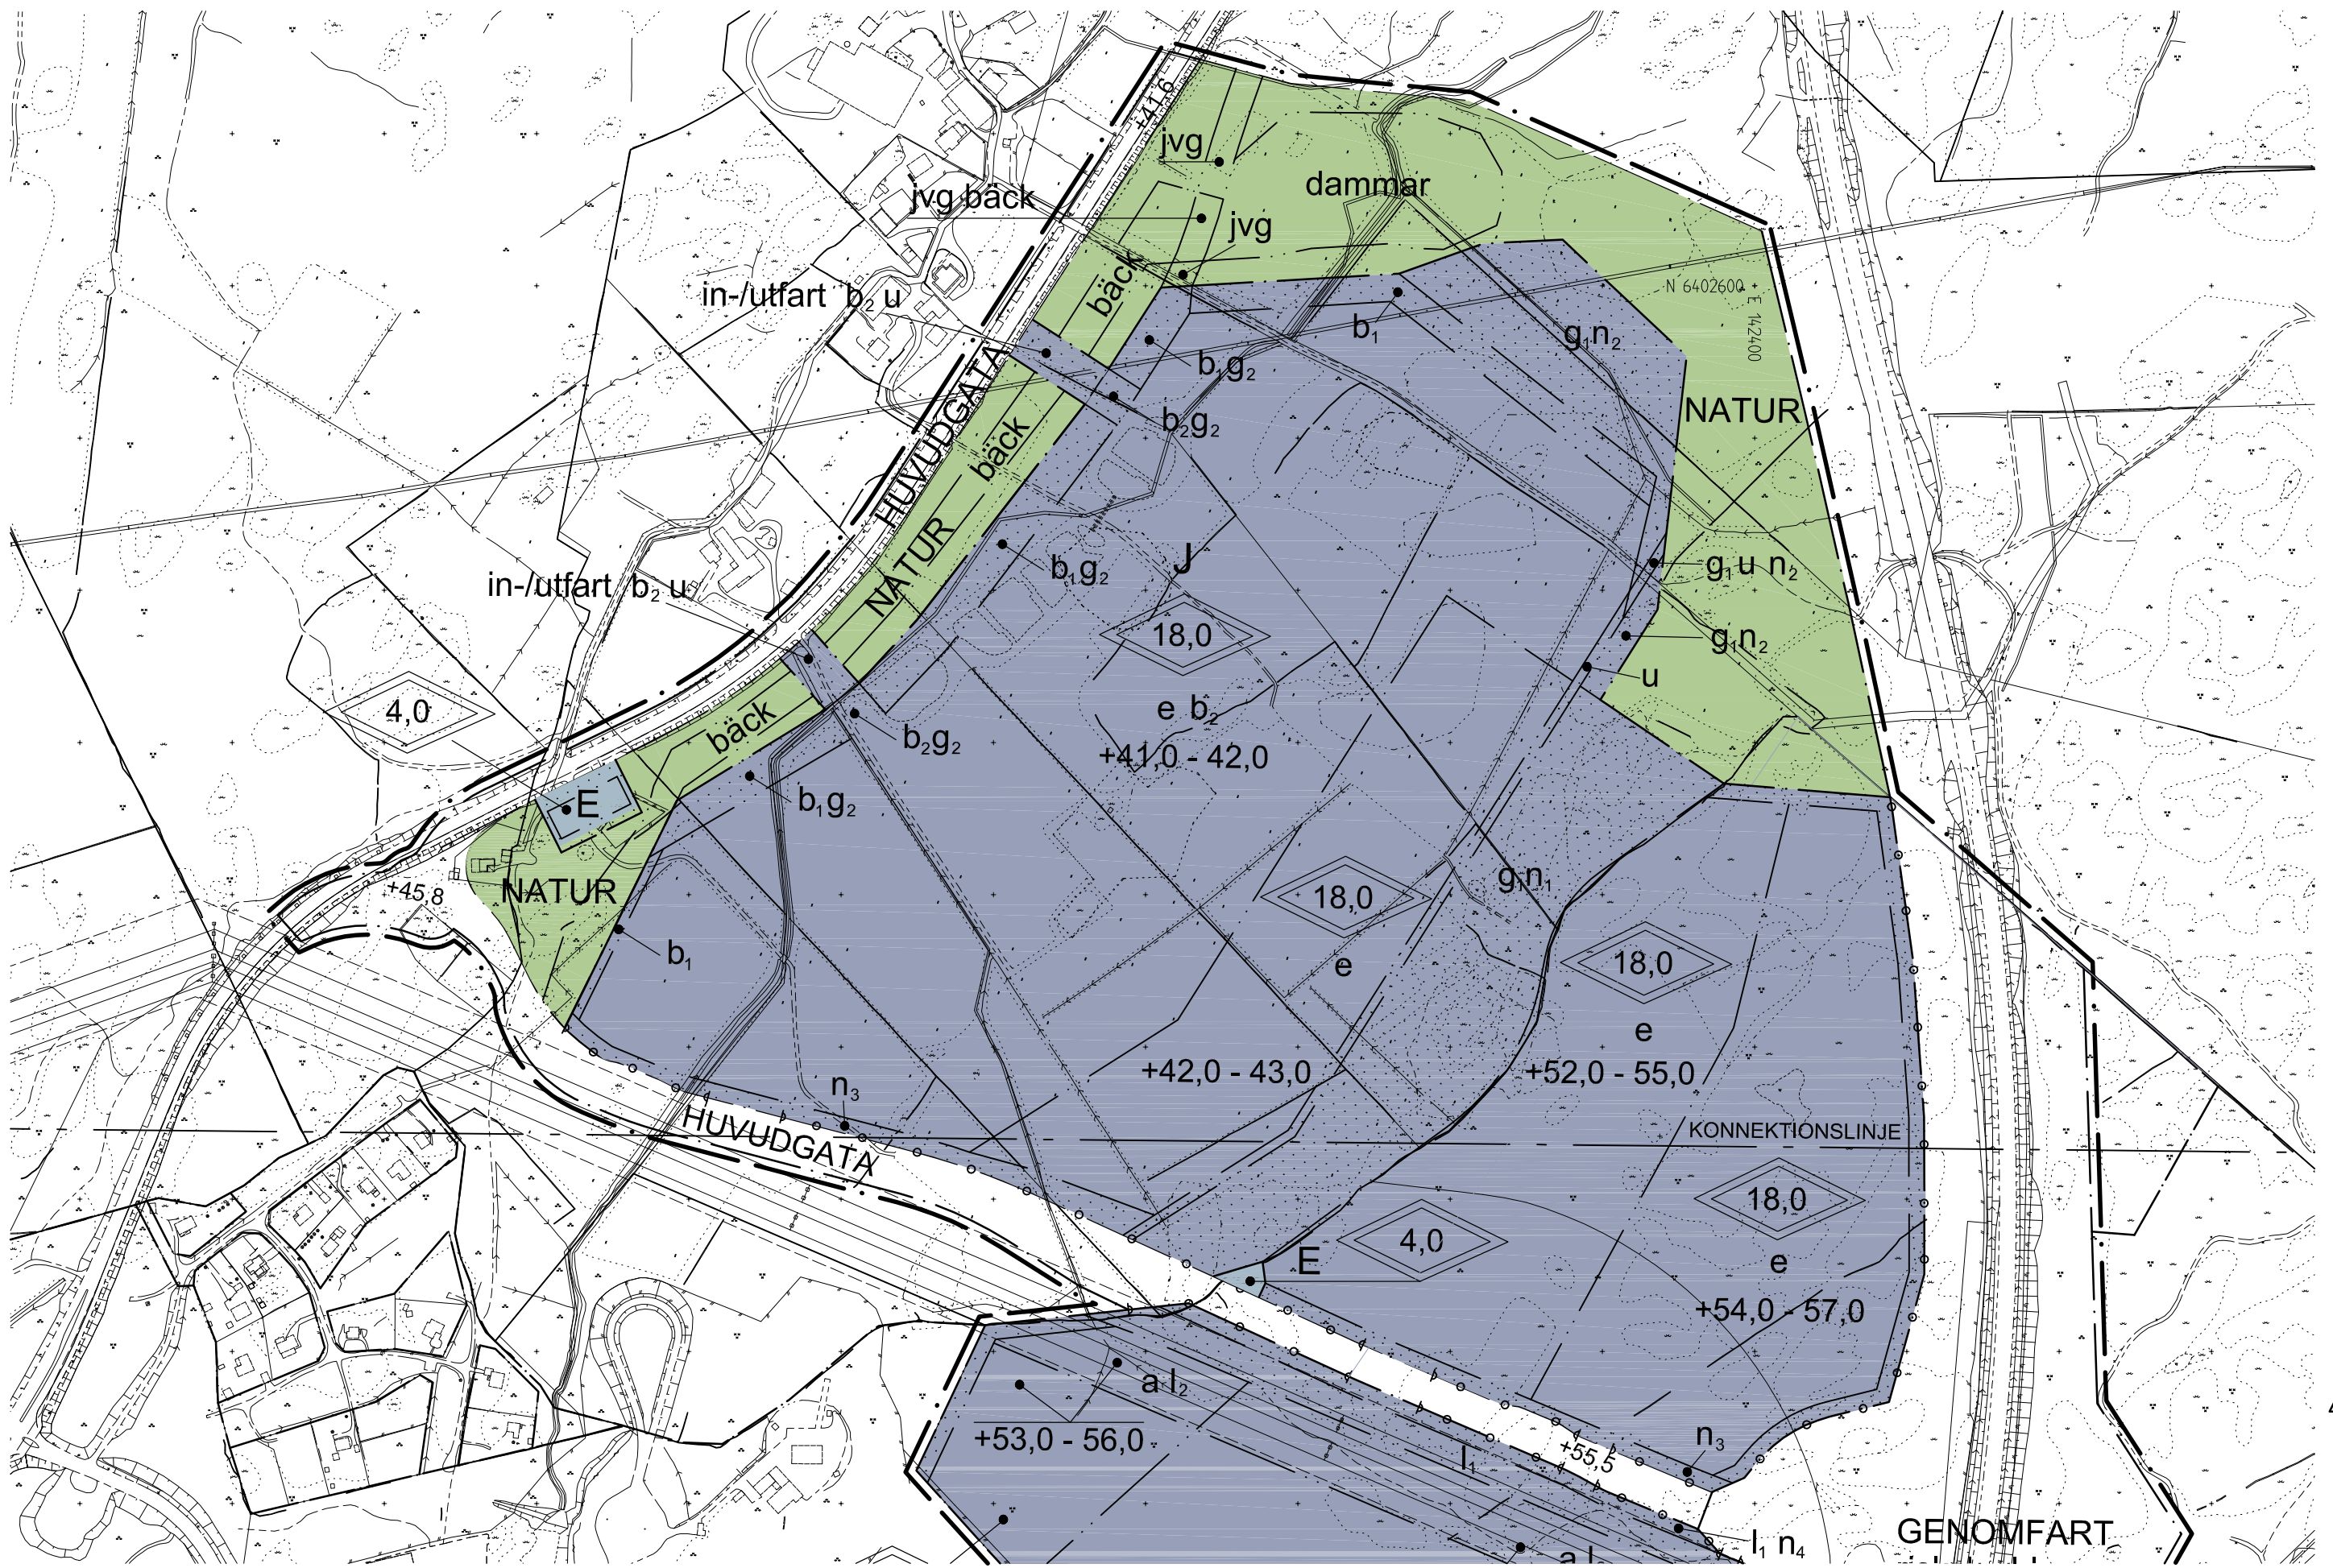 +41,6
jvg
dammar
jvg bäck
jvg
bäck
in-/utfart b₂ u
N 6402600
E 142400
b₁
g₁n₂
b₁g₂
HUVUDGATA
NATUR
b₂g₂
bäck
NATUR
J
b₁g₂
g₁u n₂
in-/utfart b₂ u
18,0
g₁n₂
u
4,0
bäck
e b₂
b₂g₂
+41,0 - 42,0
E
b₁g₂
+45,8
NATUR
18,0
g₁n₁
b₁
e
18,0
e
+42,0 - 43,0
+52,0 - 55,0
n₃
HUVUDGATA
KONNEKTIONSLINJE
18,0
4,0
E
e
+54,0 - 57,0
a l₂
+53,0 - 56,0
l₁
+55,5
n₃
GENOMFART
l₁ n₄